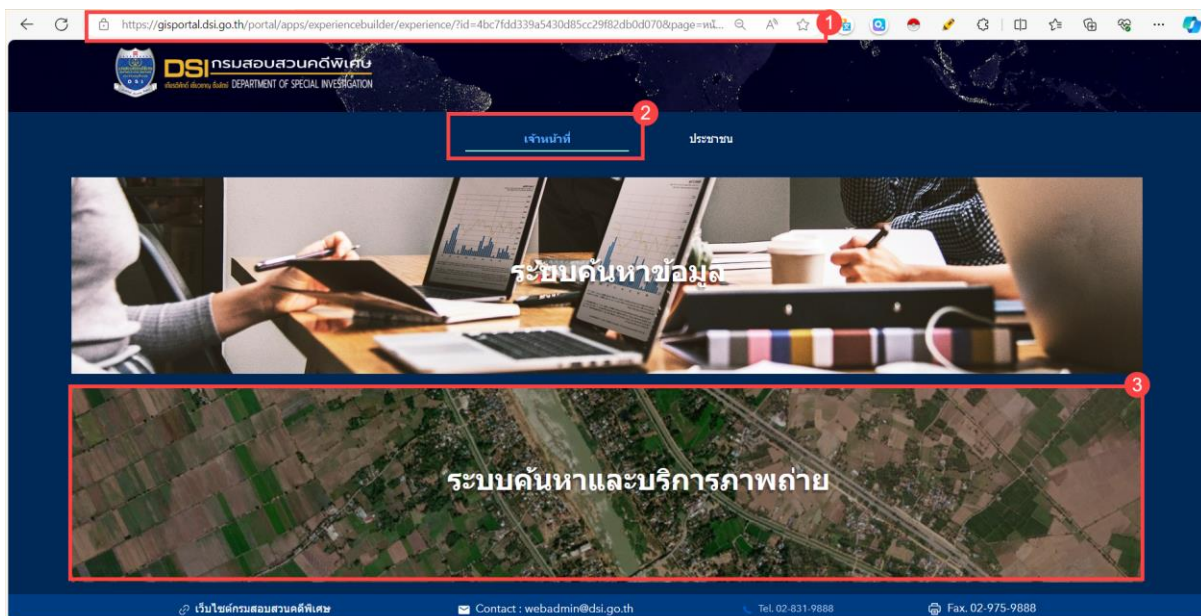 https://gisportal.dsi.go.th/portal/apps/experiencebuilder/experience/?id=4bc7fdd339a5430d85cc29f82db0d070&page=หน้...
1
DSI กรมสอบสวนคดีพิเศษ
DEPARTMENT OF SPECIAL INVESTIGATION
2
เจ้าหน้าที่
ประชาชน
ระบบค้นหาข้อมูล
3
ระบบค้นหาและบริการภาพถ่าย
เว็บไซต์กรมสอบสวนคดีพิเศษ
Contact : webadmin@dsi.go.th
Tel. 02-831-9888
Fax. 02-975-9888